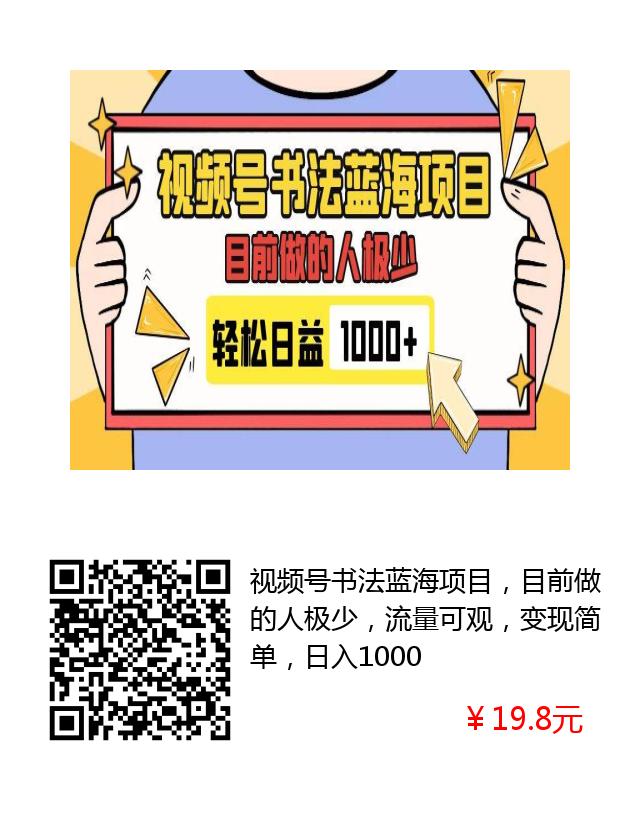 视频号书法蓝海项目
目前做的人极少
轻松日益 1000+
视频号书法蓝海项目，目前做
的人极少，流量可观，变现简
单，日入1000
￥19.8元